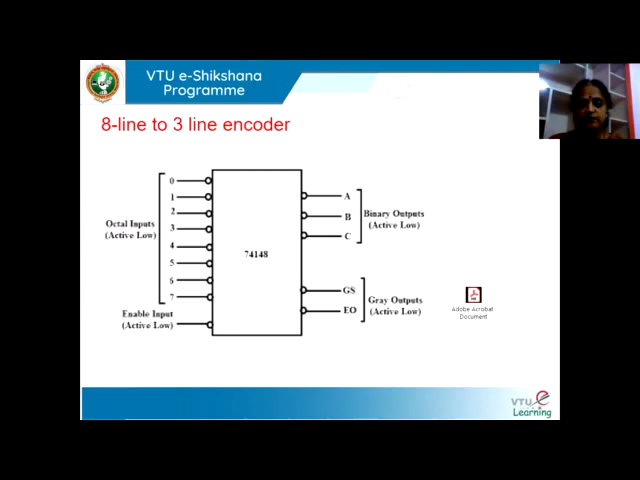 VTU e-Shikshana
Programme
8-line to 3 line encoder
0
1
2
3
4
5
6
7
Octal Inputs
(Active Low)
Enable Input
(Active Low)
74148
A
B
C
Binary Outputs
(Active Low)
GS
EO
Gray Outputs
(Active Low)
Adobe Acrobat
Document
VTU e
Learning